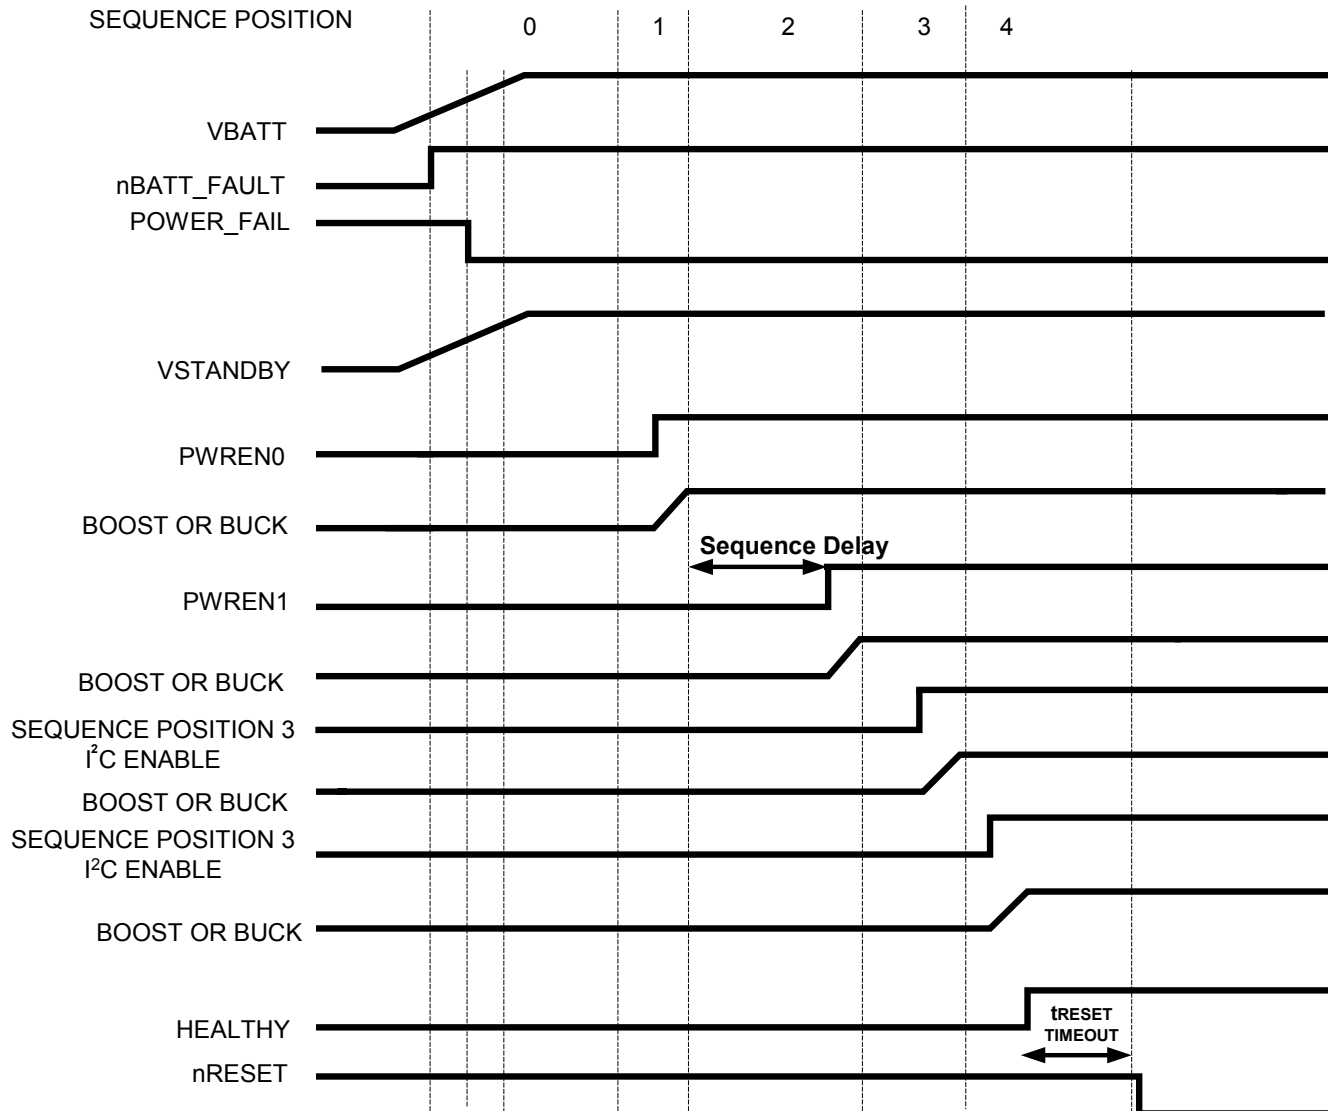 SEQUENCE POSITION 0 1 2 3 4
VBATT
nBATT_FAULT
POWER_FAIL
VSTANDBY
PWREN0
BOOST OR BUCK
Sequence Delay
PWREN1
BOOST OR BUCK
SEQUENCE POSITION 3
I²C ENABLE
BOOST OR BUCK
SEQUENCE POSITION 3
I²C ENABLE
BOOST OR BUCK
HEALTHY
tRESET
TIMEOUT
nRESET